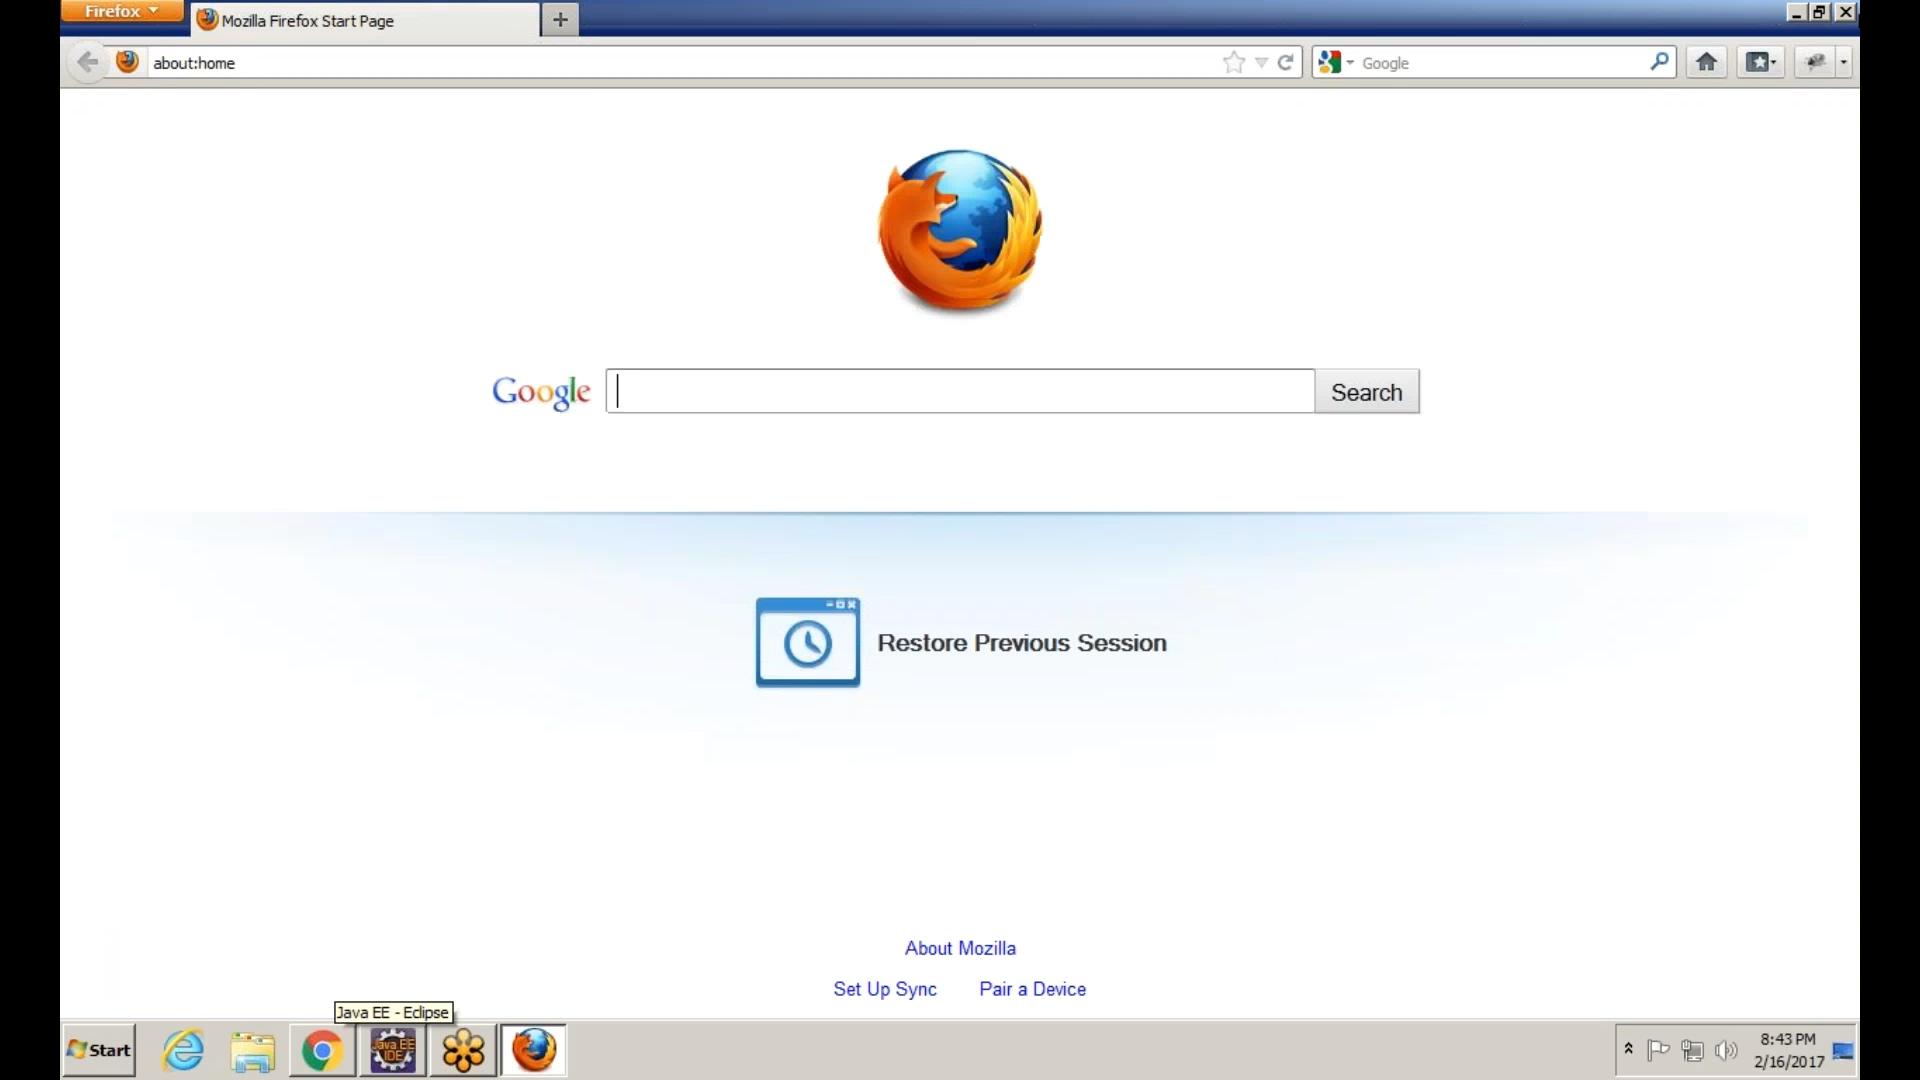 Firefox
Mozilla Firefox Start Page
about:home
Google
Google
Search
Restore Previous Session
About Mozilla
Set Up Sync
Pair a Device
Java EE - Eclipse
Start
Java EE
IDE
8:43 PM
2/16/2017